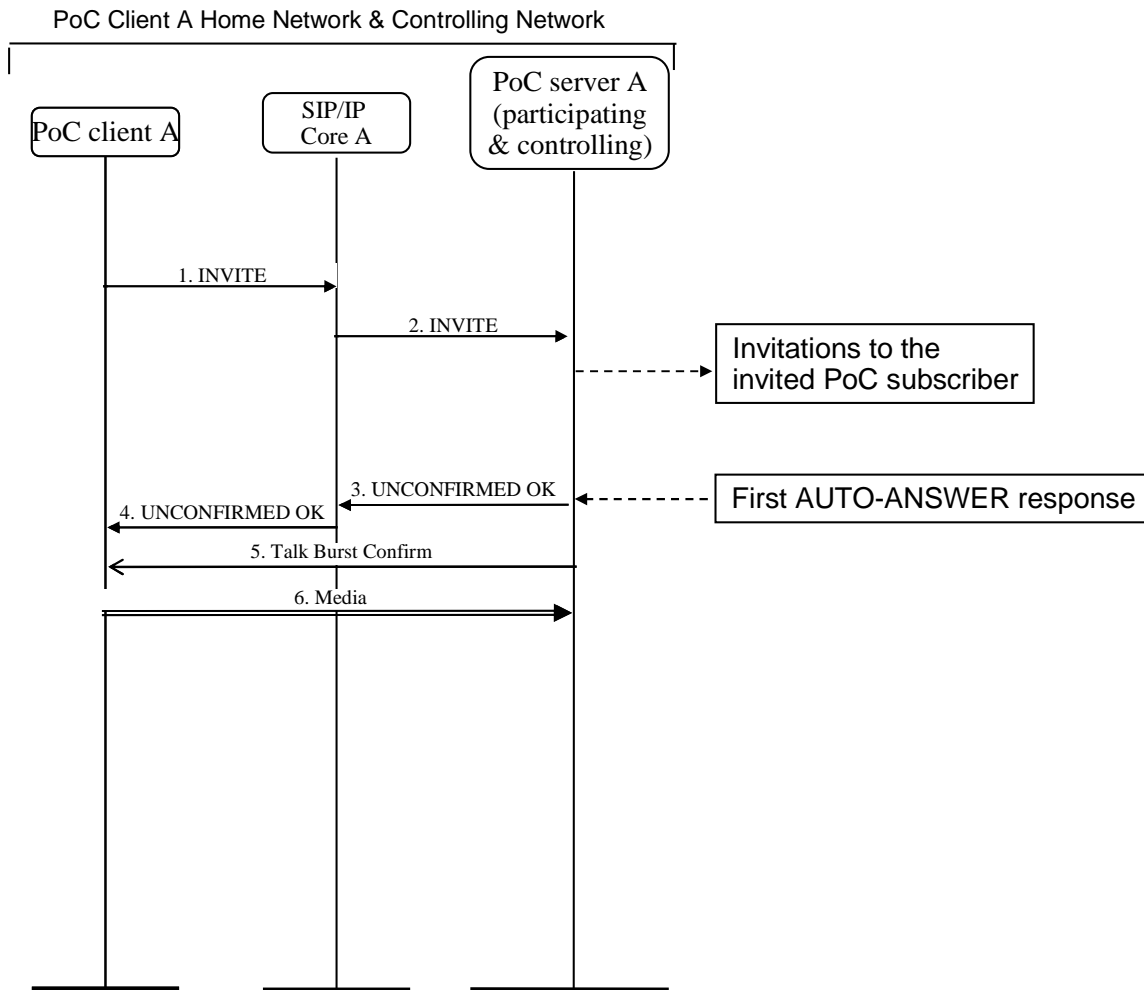 PoC Client A Home Network & Controlling Network
PoC client A
SIP/IP
Core A
PoC server A
(participating
& controlling)
1. INVITE
2. INVITE
Invitations to the
invited PoC subscriber
3. UNCONFIRMED OK
First AUTO-ANSWER response
4. UNCONFIRMED OK
5. Talk Burst Confirm
6. Media